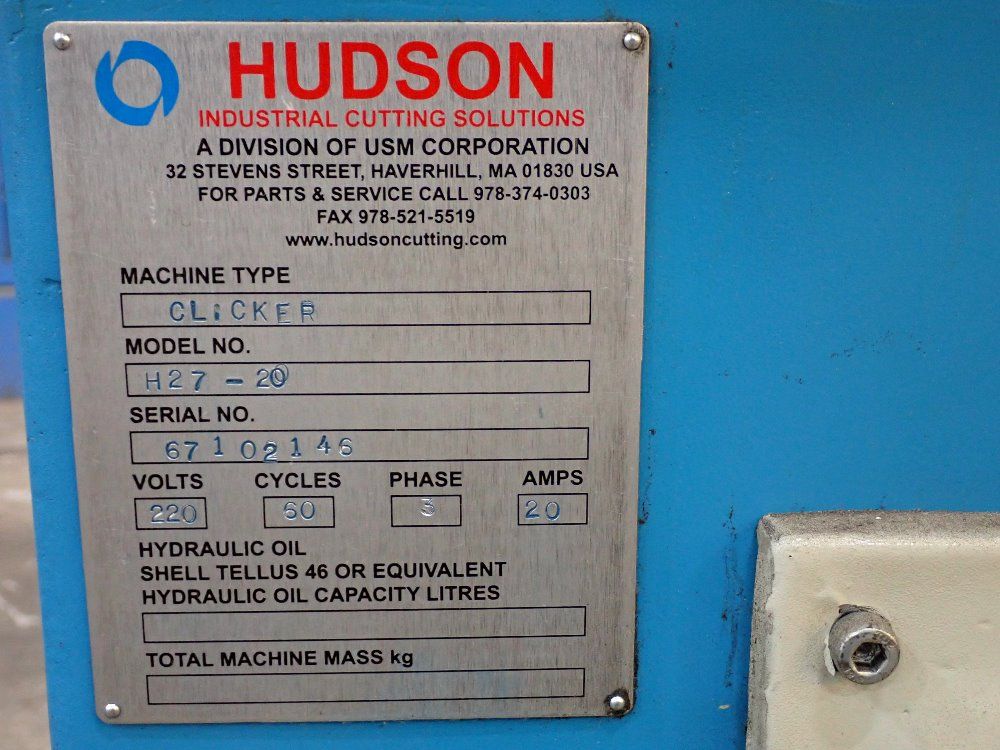 HUDSON
INDUSTRIAL CUTTING SOLUTIONS
A DIVISION OF USM CORPORATION
32 STEVENS STREET, HAVERHILL, MA 01830 USA
FOR PARTS & SERVICE CALL 978-374-0303
FAX 978-521-5519
www.hudsoncutting.com
MACHINE TYPE
CLiCKER
MODEL NO.
H27 - 20
SERIAL NO.
67102146
VOLTS CYCLES PHASE AMPS
220 60 3 20
HYDRAULIC OIL
SHELL TELLUS 46 OR EQUIVALENT
HYDRAULIC OIL CAPACITY LITRES
TOTAL MACHINE MASS kg